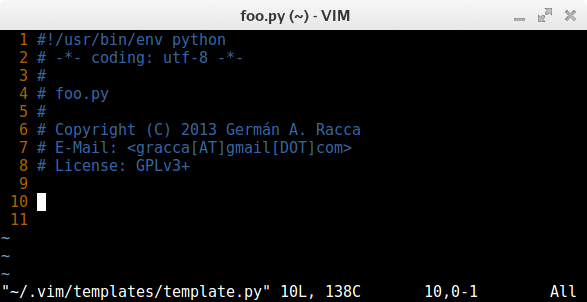 foo.py (~) - VIM
1 #!/usr/bin/env python
2 # -*- coding: utf-8 -*-
3 #
4 # foo.py
5 #
6 # Copyright (C) 2013 Germán A. Racca
7 # E-Mail: <gracca[AT]gmail[DOT]com>
8 # License: GPLv3+
9
10
11
~
~
~
"~/.vim/templates/template.py" 10L, 138C 10,0-1 All